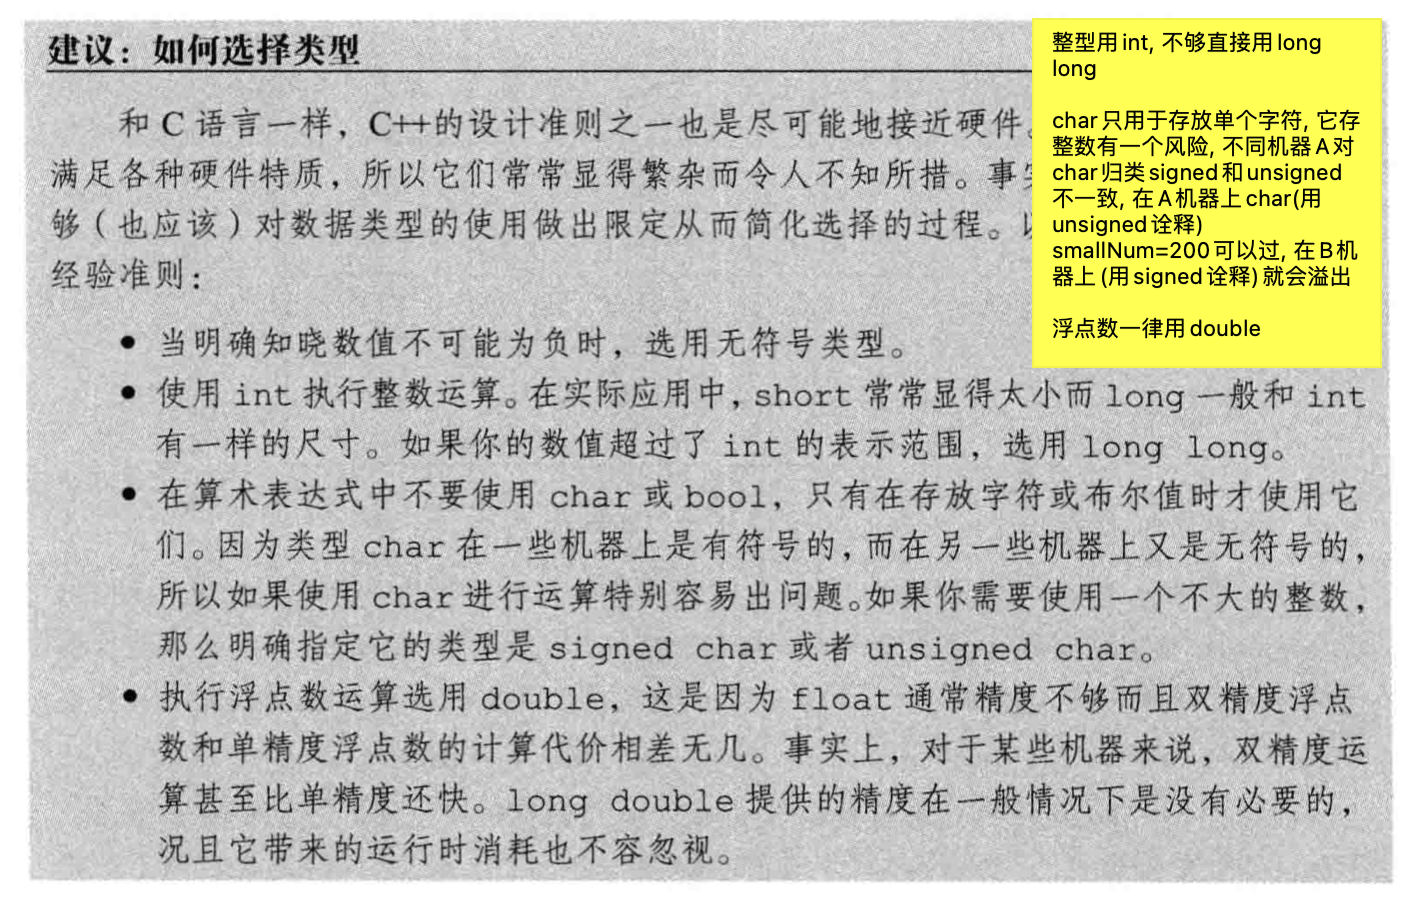 建议：如何选择类型
和 C 语言一样，C++的设计准则之一也是尽可能地接近硬件。
满足各种硬件特质，所以它们常常显得繁杂而令人不知所措。事
够（也应该）对数据类型的使用做出限定从而简化选择的过程。
经验准则：
● 当明确知晓数值不可能为负时，选用无符号类型。
● 使用 int 执行整数运算。在实际应用中，short 常常显得太小而 long 一般和 int
有一样的尺寸。如果你的数值超过了 int 的表示范围，选用 long long。
● 在算术表达式中不要使用 char 或 bool，只有在存放字符或布尔值时才使用它
们。因为类型 char 在一些机器上是有符号的，而在另一些机器上又是无符号的，
所以如果使用 char 进行运算特别容易出问题。如果你需要使用一个不大的整数，
那么明确指定它的类型是 signed char 或者 unsigned char。
● 执行浮点数运算选用 double，这是因为 float 通常精度不够而且双精度浮点
数和单精度浮点数的计算代价相差无几。事实上，对于某些机器来说，双精度运
算甚至比单精度还快。long double 提供的精度在一般情况下是没有必要的，
况且它带来的运行时消耗也不容忽视。
整型用 int, 不够直接用 long
long
char 只用于存放单个字符, 它存
整数有一个风险, 不同机器 A 对
char 归类 signed 和 unsigned
不一致, 在 A 机器上 char(用
unsigned 诠释)
smallNum=200 可以过, 在 B 机
器上 (用 signed 诠释) 就会溢出
浮点数一律用 double